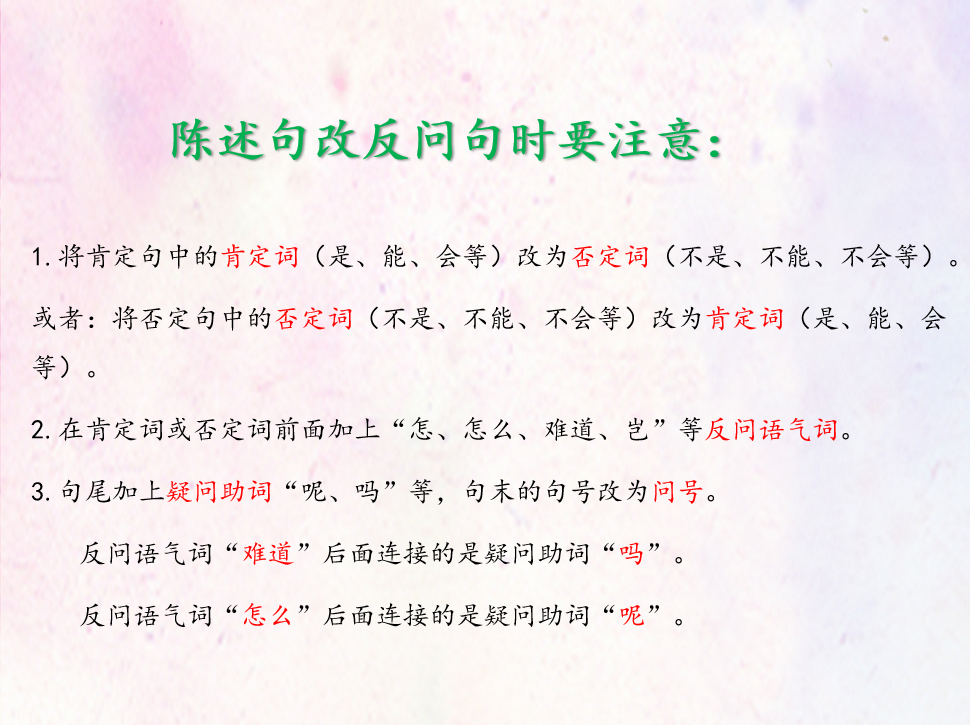 陈述句改反问句时要注意：
1.将肯定句中的肯定词（是、能、会等）改为否定词（不是、不能、不会等）。
或者：将否定句中的否定词（不是、不能、不会等）改为肯定词（是、能、会
等）。
2.在肯定词或否定词前面加上“怎、怎么、难道、岂”等反问语气词。
3.句尾加上疑问助词“呢、吗”等，句末的句号改为问号。
反问语气词“难道”后面连接的是疑问助词“吗”。
反问语气词“怎么”后面连接的是疑问助词“呢”。